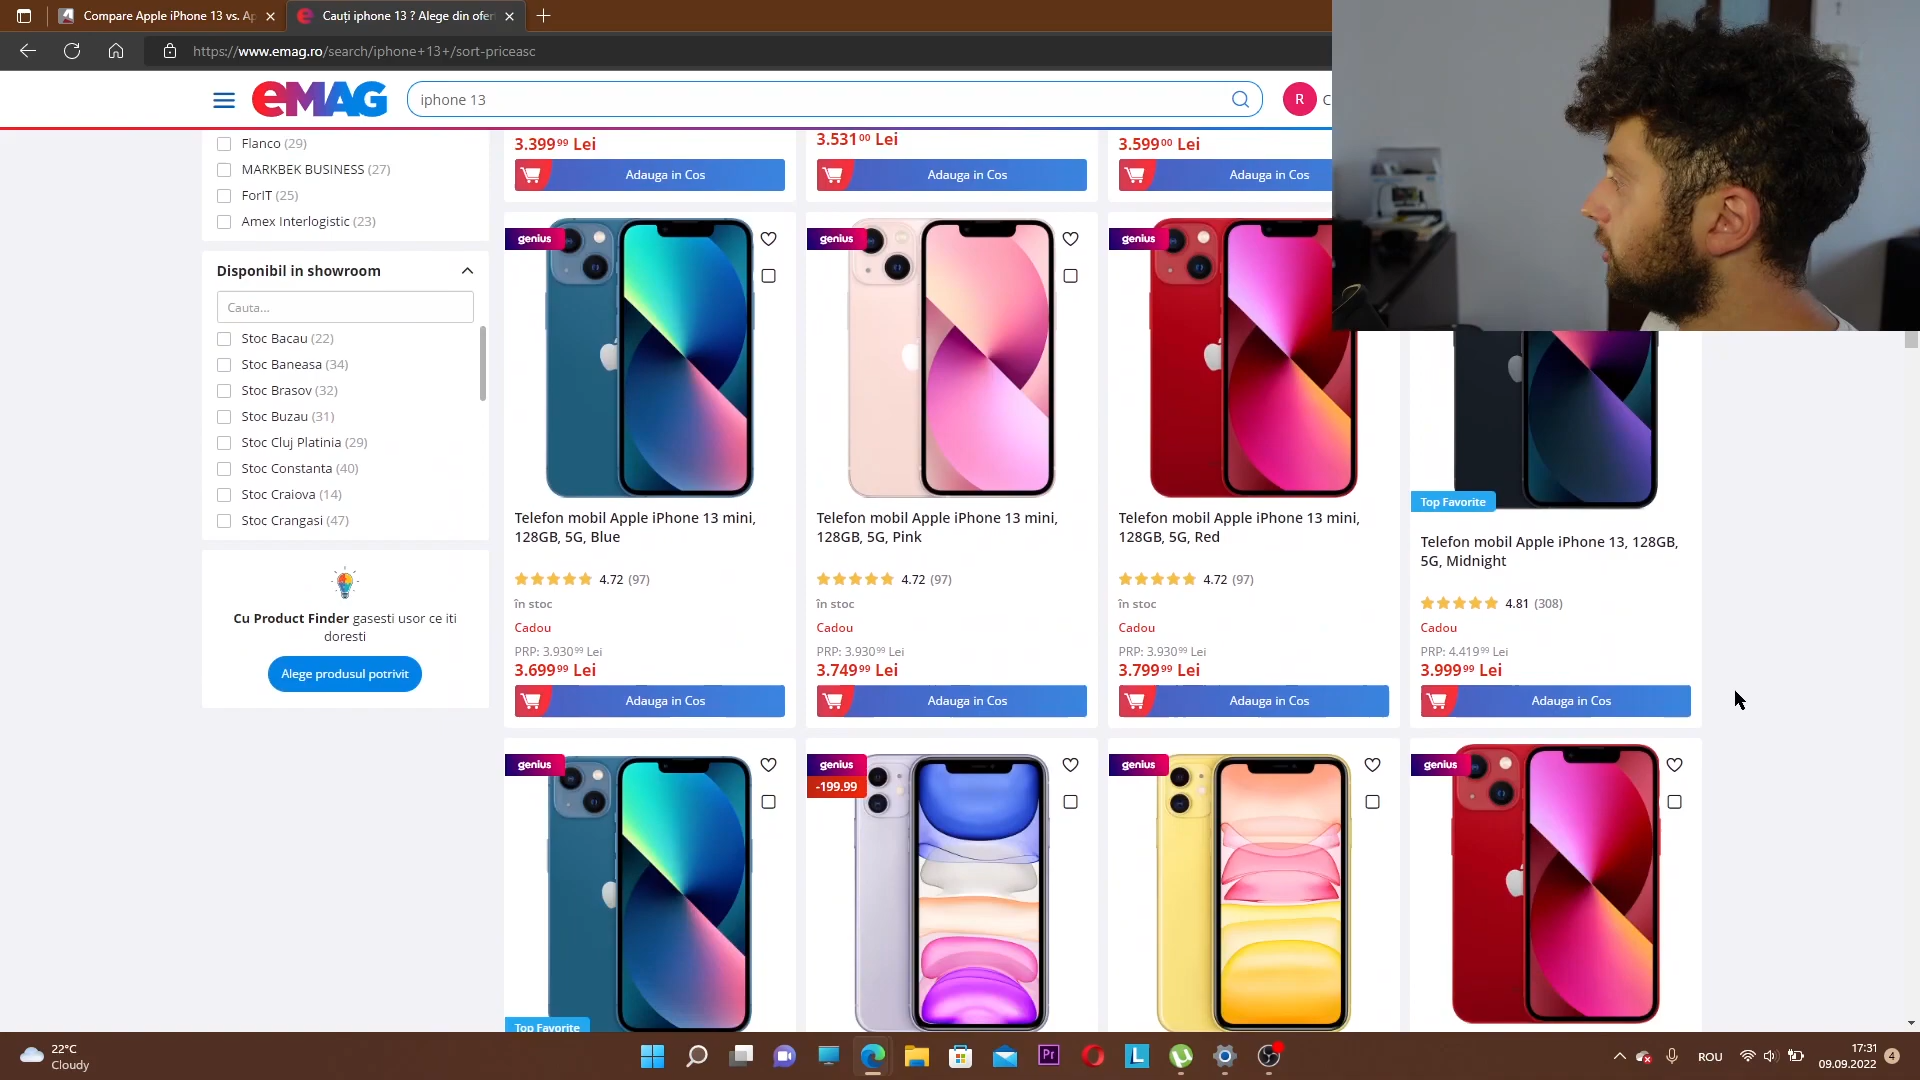 Compare Apple iPhone 13 vs. Ap
Cauți iphone 13 ? Alege din ofer
https://www.emag.ro/search/iphone+13+/sort-priceasc
eMAG
iphone 13
R
C
Flanco (29)
MARKBEK BUSINESS (27)
ForIT (25)
Amex Interlogistic (23)
Disponibil in showroom
Cauta...
Stoc Bacau (22)
Stoc Baneasa (34)
Stoc Brasov (32)
Stoc Buzau (31)
Stoc Cluj Platinia (29)
Stoc Constanta (40)
Stoc Craiova (14)
Stoc Crangasi (47)
Cu Product Finder gasesti usor ce iti
doresti
Alege produsul potrivit
3.399⁹⁹ Lei
3.531⁰⁰ Lei
3.599⁰⁰ Lei
Adauga in Cos
Adauga in Cos
Adauga in Cos
genius
Telefon mobil Apple iPhone 13 mini,
128GB, 5G, Blue
4.72 (97)
în stoc
Cadou
PRP: 3.930⁹⁹ Lei
3.699⁹⁹ Lei
Adauga in Cos
genius
Telefon mobil Apple iPhone 13 mini,
128GB, 5G, Pink
4.72 (97)
în stoc
Cadou
PRP: 3.930⁹⁹ Lei
3.749⁹⁹ Lei
Adauga in Cos
genius
Telefon mobil Apple iPhone 13 mini,
128GB, 5G, Red
4.72 (97)
în stoc
Cadou
PRP: 3.930⁹⁹ Lei
3.799⁹⁹ Lei
Adauga in Cos
Top Favorite
Telefon mobil Apple iPhone 13, 128GB,
5G, Midnight
4.81 (308)
Cadou
PRP: 4.419⁹⁹ Lei
3.999⁹⁹ Lei
Adauga in Cos
genius
Top Favorite
genius
-199.99
genius
genius
22°C
Cloudy
Pr
L
ROU
17:31
09.09.2022
4